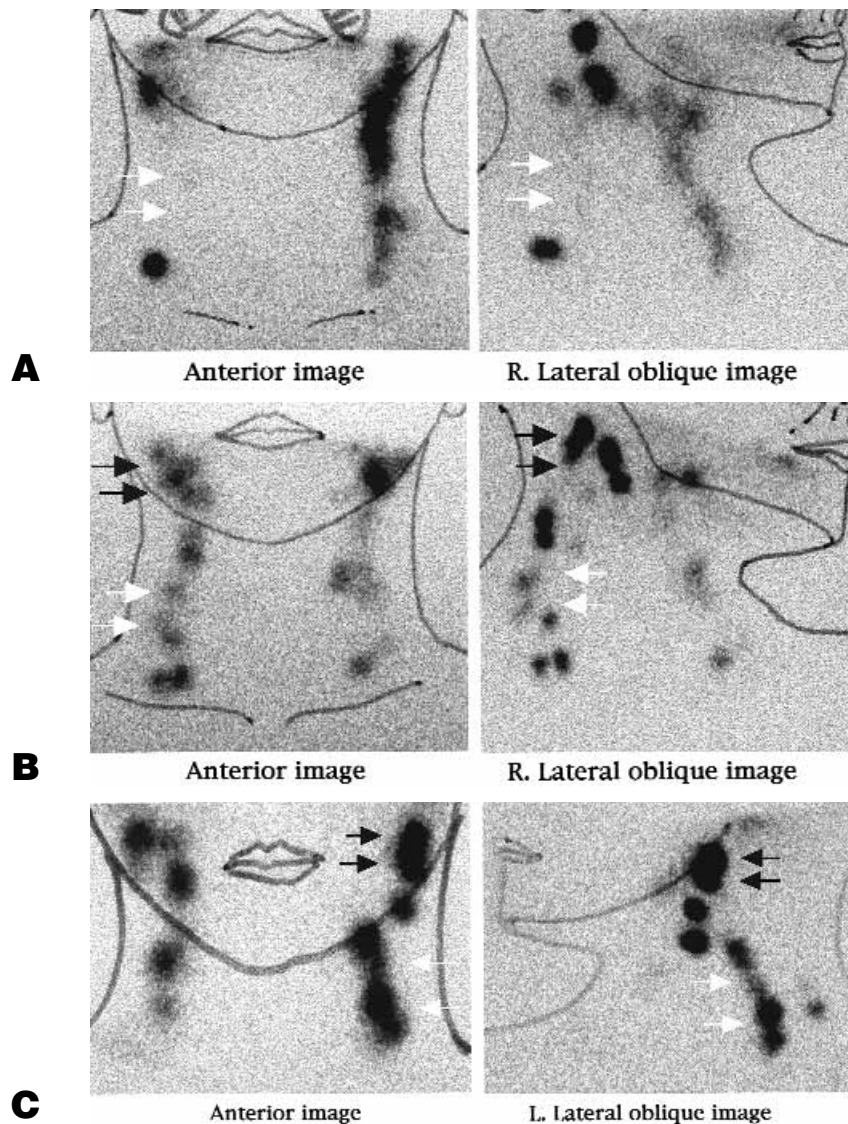 A
Anterior image
R. Lateral oblique image
B
Anterior image
R. Lateral oblique image
C
Anterior image
L. Lateral oblique image